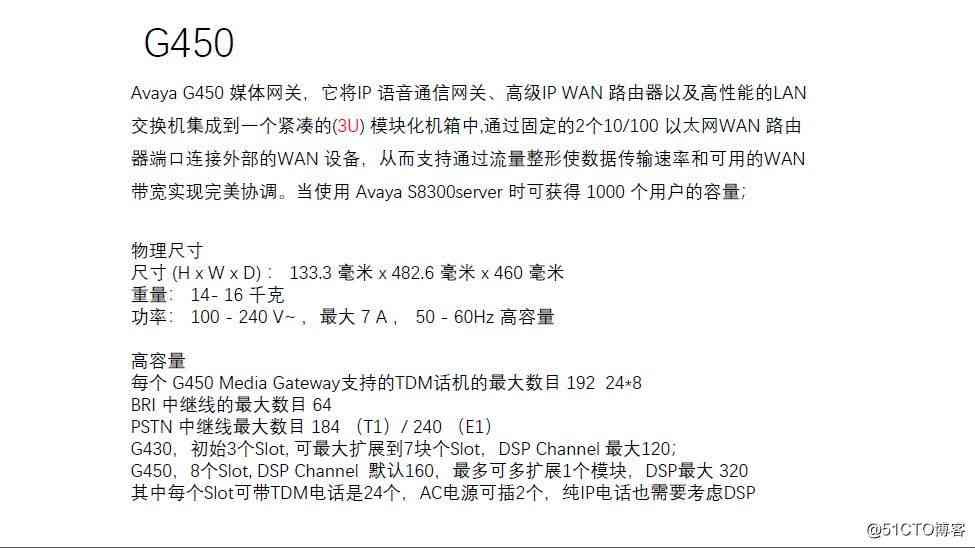 G450
Avaya G450 媒体网关，它将IP 语音通信网关、高级IP WAN 路由器以及高性能的LAN
交换机集成到一个紧凑的(3U) 模块化机箱中,通过固定的2个10/100 以太网WAN 路由
器端口连接外部的WAN 设备，从而支持通过流量整形使数据传输速率和可用的WAN
带宽实现完美协调。当使用 Avaya S8300server 时可获得 1000 个用户的容量；
物理尺寸
尺寸 (H x W x D)： 133.3 毫米 x 482.6 毫米 x 460 毫米
重量： 14- 16 千克
功率： 100 - 240 V~ ，最大 7 A ， 50 - 60Hz 高容量
高容量
每个 G450 Media Gateway支持的TDM话机的最大数目 192 24*8
BRI 中继线的最大数目 64
PSTN 中继线最大数目 184 （T1）/ 240 （E1）
G430，初始3个Slot, 可最大扩展到7块个Slot，DSP Channel 最大120；
G450，8个Slot, DSP Channel 默认160，最多可多扩展1个模块，DSP最大 320
其中每个Slot可带TDM电话是24个，AC电源可插2个，纯IP电话也需要考虑DSP
@51CTO博客